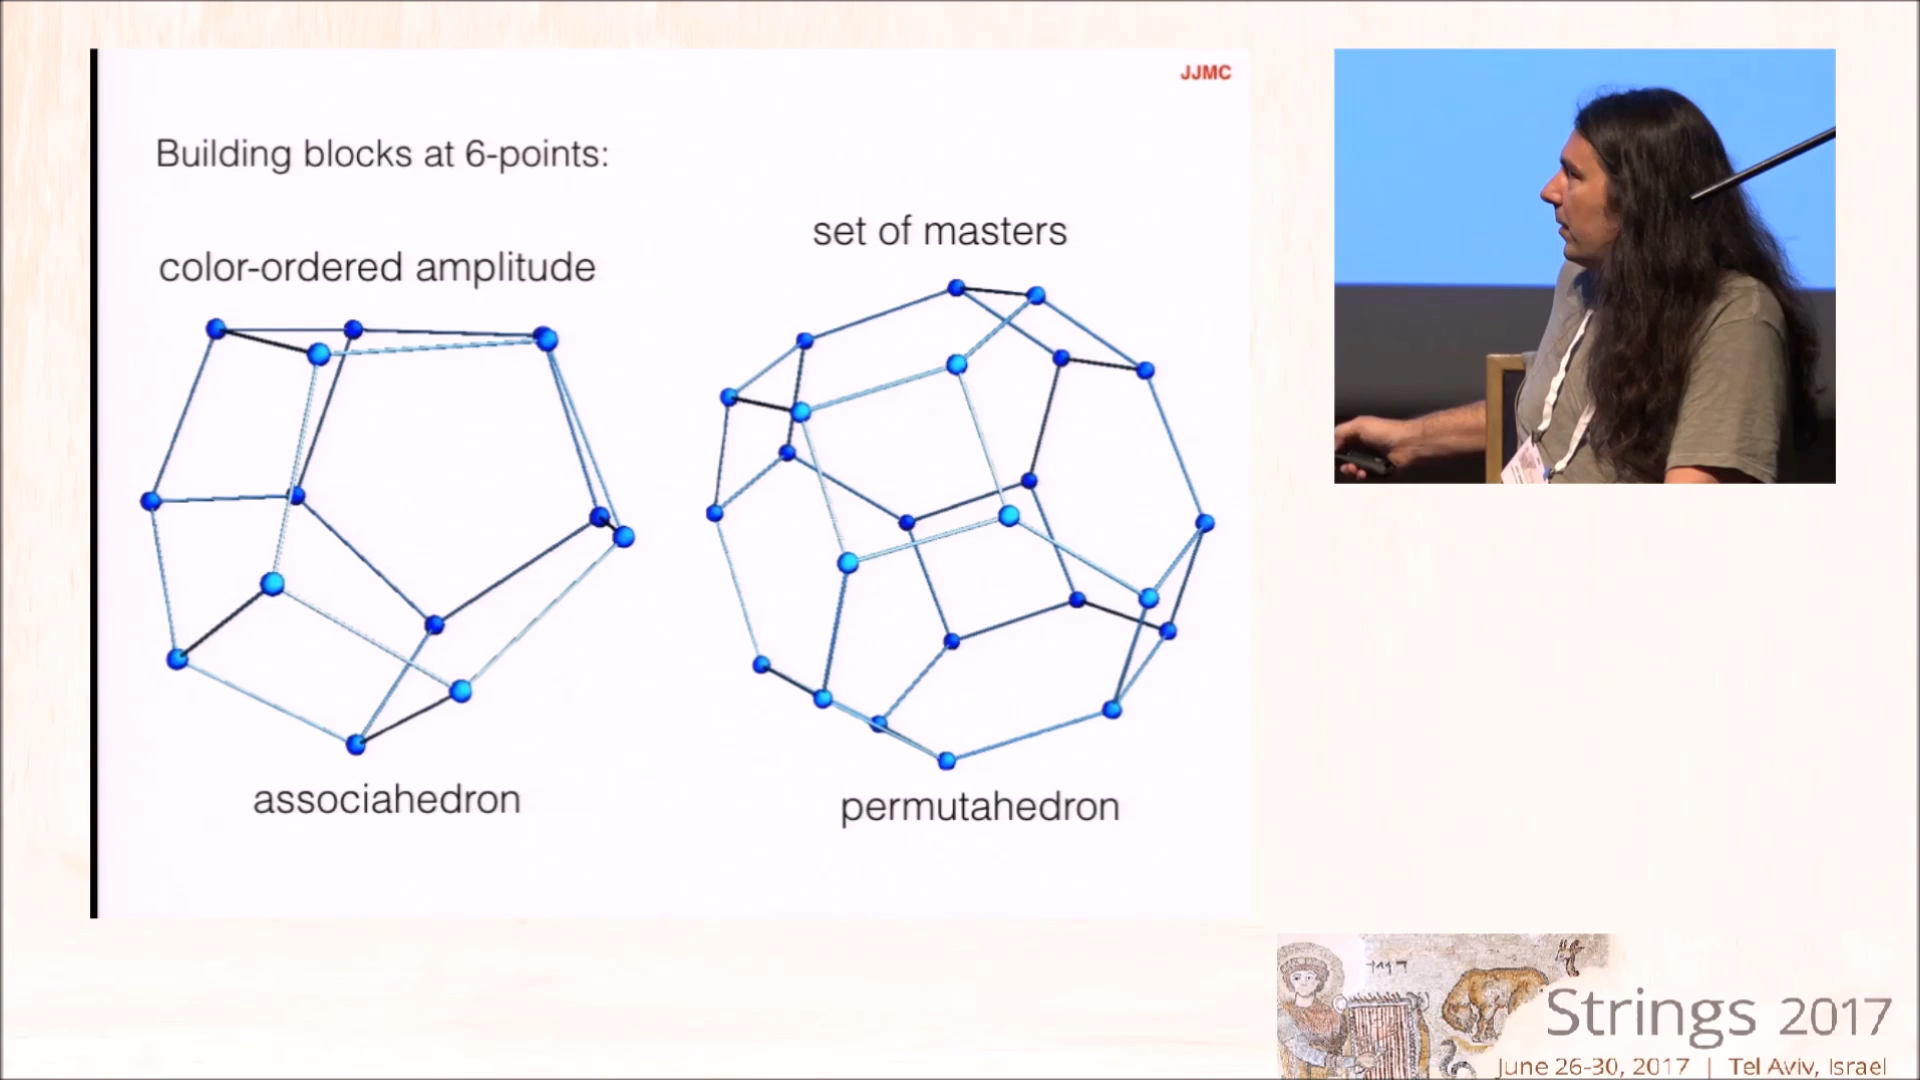 JJMC
Building blocks at 6-points:
set of masters
color-ordered amplitude
associahedron
permutahedron
Strings 2017
June 26-30, 2017 | Tel Aviv, Israel